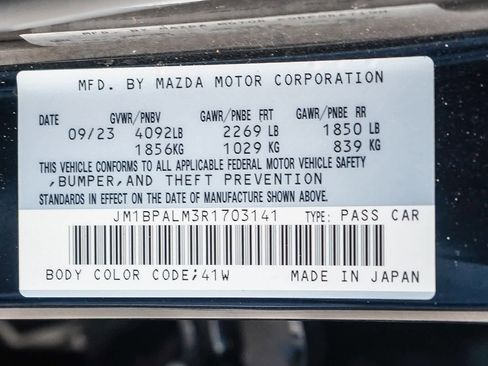 MFD. BY MAZDA MOTOR CORPORATION
DATE GVWR/PNBV GAWR/PNBE FRT GAWR/PNBE RR
09/23 4092LB 2269 LB 1850 LB
1856KG 1029 KG 839 KG
THIS VEHICLE CONFORMS TO ALL APPLICABLE FEDERAL MOTOR VEHICLE SAFETY
,BUMPER,AND THEFT PREVENTION
STANDARDS IN EFFECT ON THE DATE OF MANUFACTURE SHOWN ABOVE.
JM1BPALM3R1703141 TYPE: PASS CAR
BODY COLOR CODE;41W MADE IN JAPAN